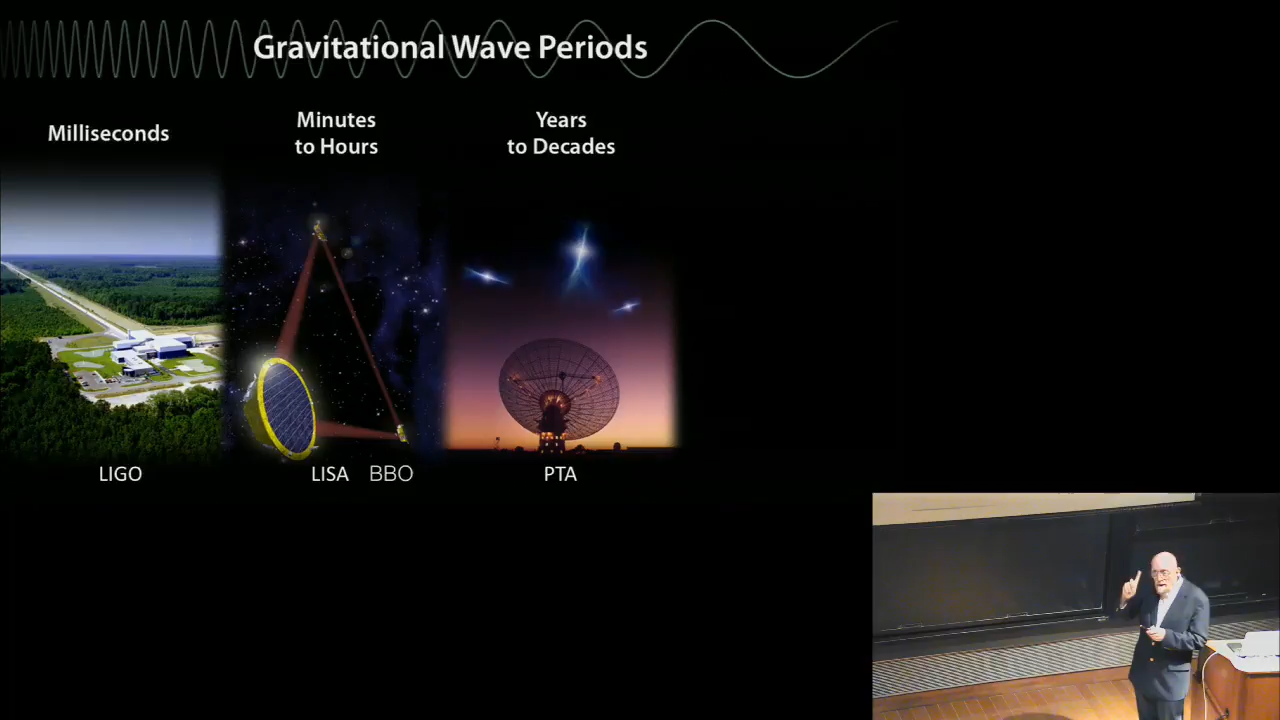 Gravitational Wave Periods
Milliseconds
Minutes
to Hours
Years
to Decades
LIGO
LISA BBO
PTA